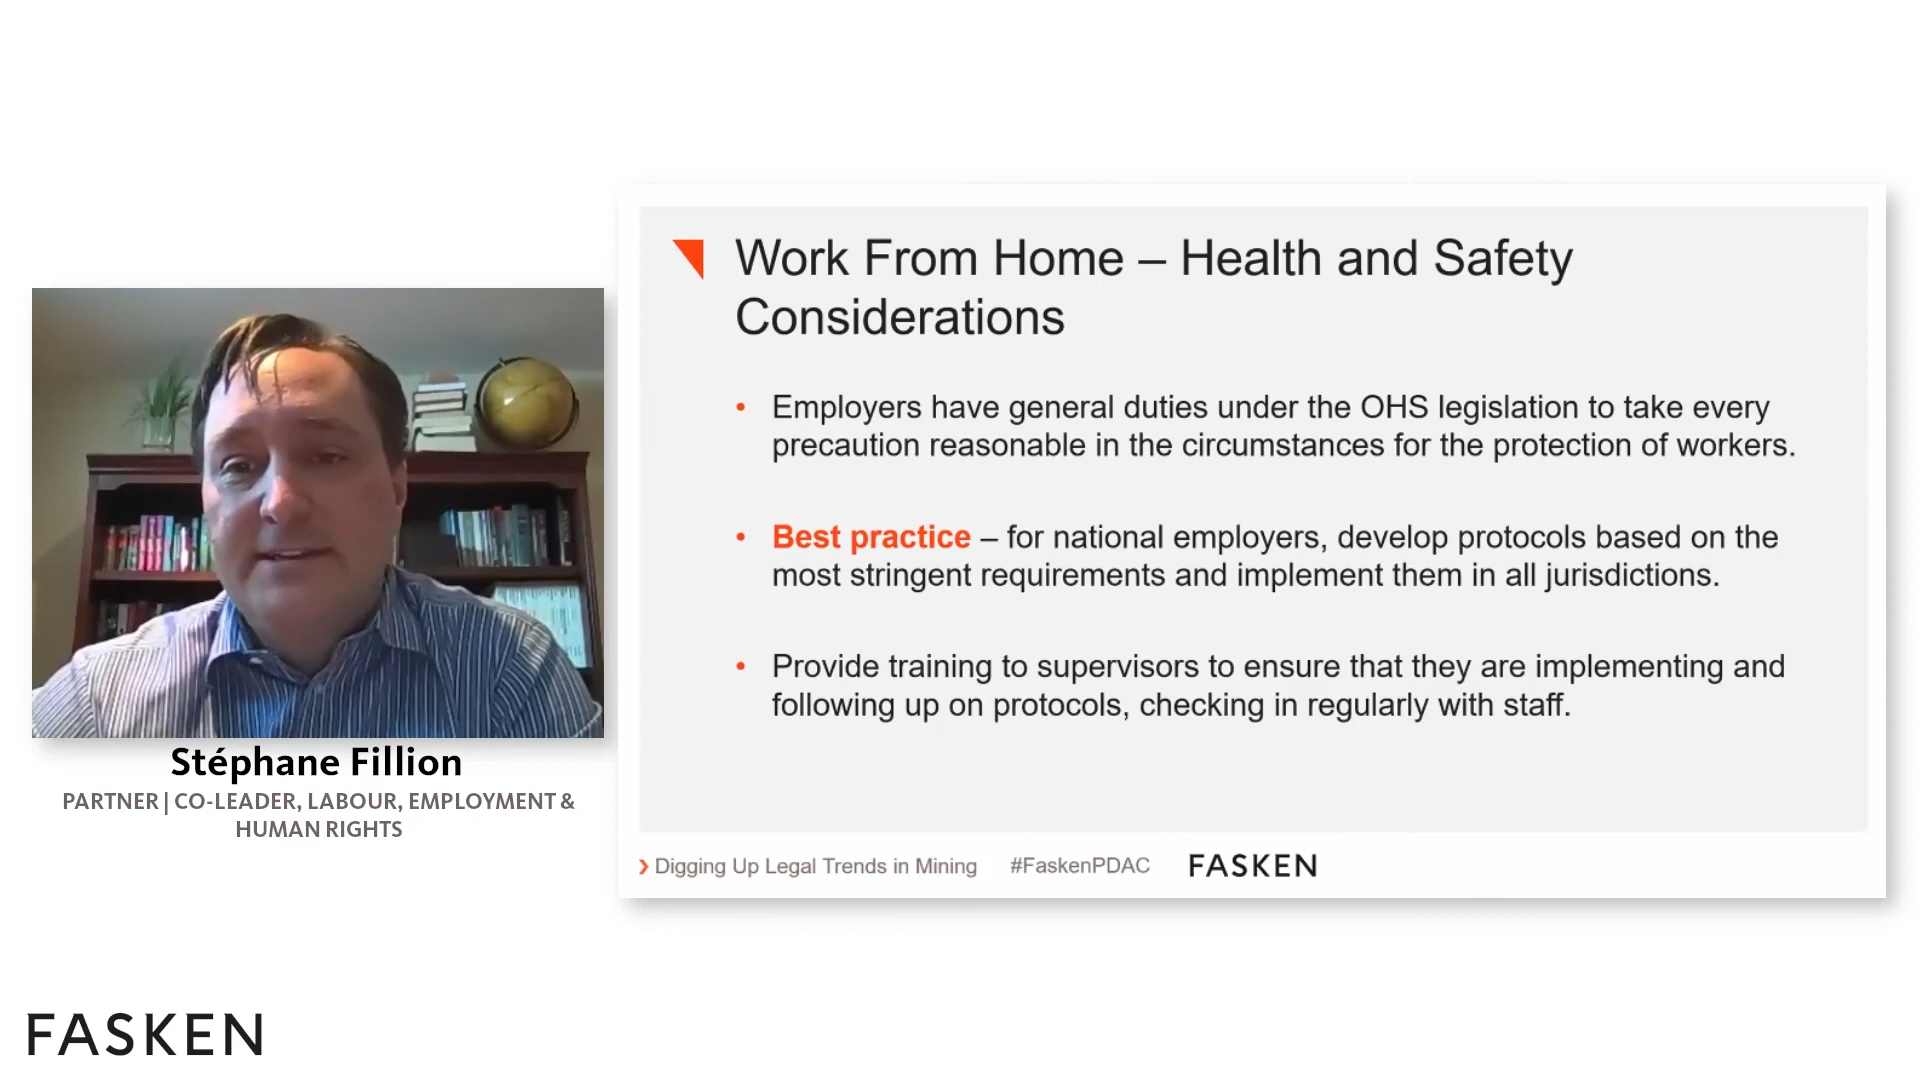 Work From Home – Health and Safety
Considerations
• Employers have general duties under the OHS legislation to take every
precaution reasonable in the circumstances for the protection of workers.
• Best practice – for national employers, develop protocols based on the
most stringent requirements and implement them in all jurisdictions.
• Provide training to supervisors to ensure that they are implementing and
following up on protocols, checking in regularly with staff.
Stéphane Fillion
PARTNER | CO-LEADER, LABOUR, EMPLOYMENT &
HUMAN RIGHTS
Digging Up Legal Trends in Mining #FaskenPDAC FASKEN
FASKEN